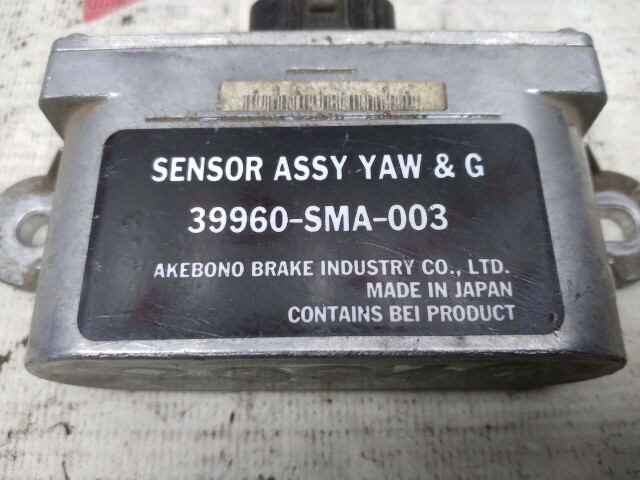 SENSOR ASSY YAW & G
39960-SMA-003
AKEBONO BRAKE INDUSTRY CO., LTD.
MADE IN JAPAN
CONTAINS BEI PRODUCT